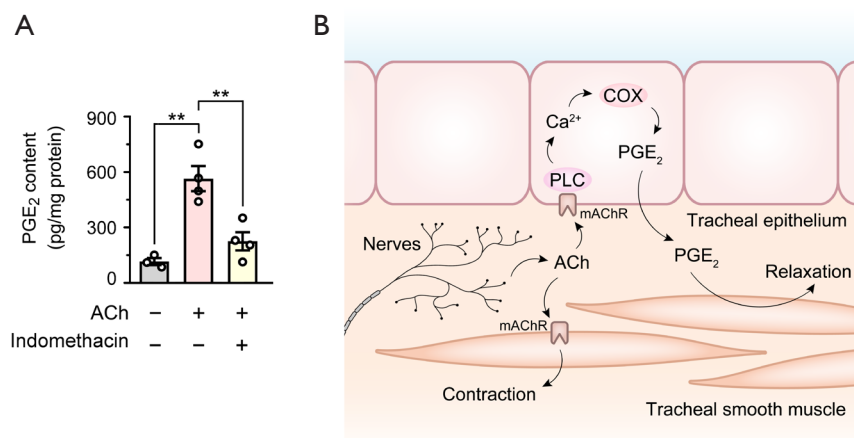 A
B
**
**
PGE₂ content
(pg/mg protein)
900
600
300
0
ACh
− + +
Indomethacin
− − +
COX
Ca²⁺
PGE₂
PLC
mAChR
Tracheal epithelium
Nerves
ACh
PGE₂
Relaxation
mAChR
Contraction
Tracheal smooth muscle